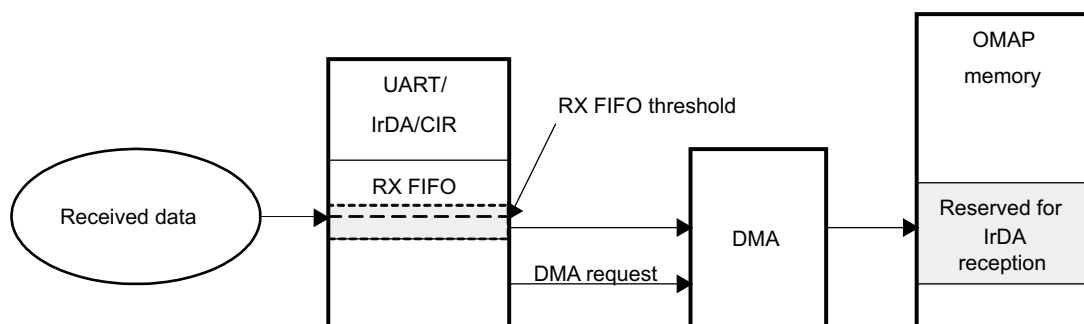 OMAP
memory
UART/
IrDA/CIR
RX FIFO threshold
RX FIFO
Received data
DMA
Reserved for
IrDA
reception
DMA request